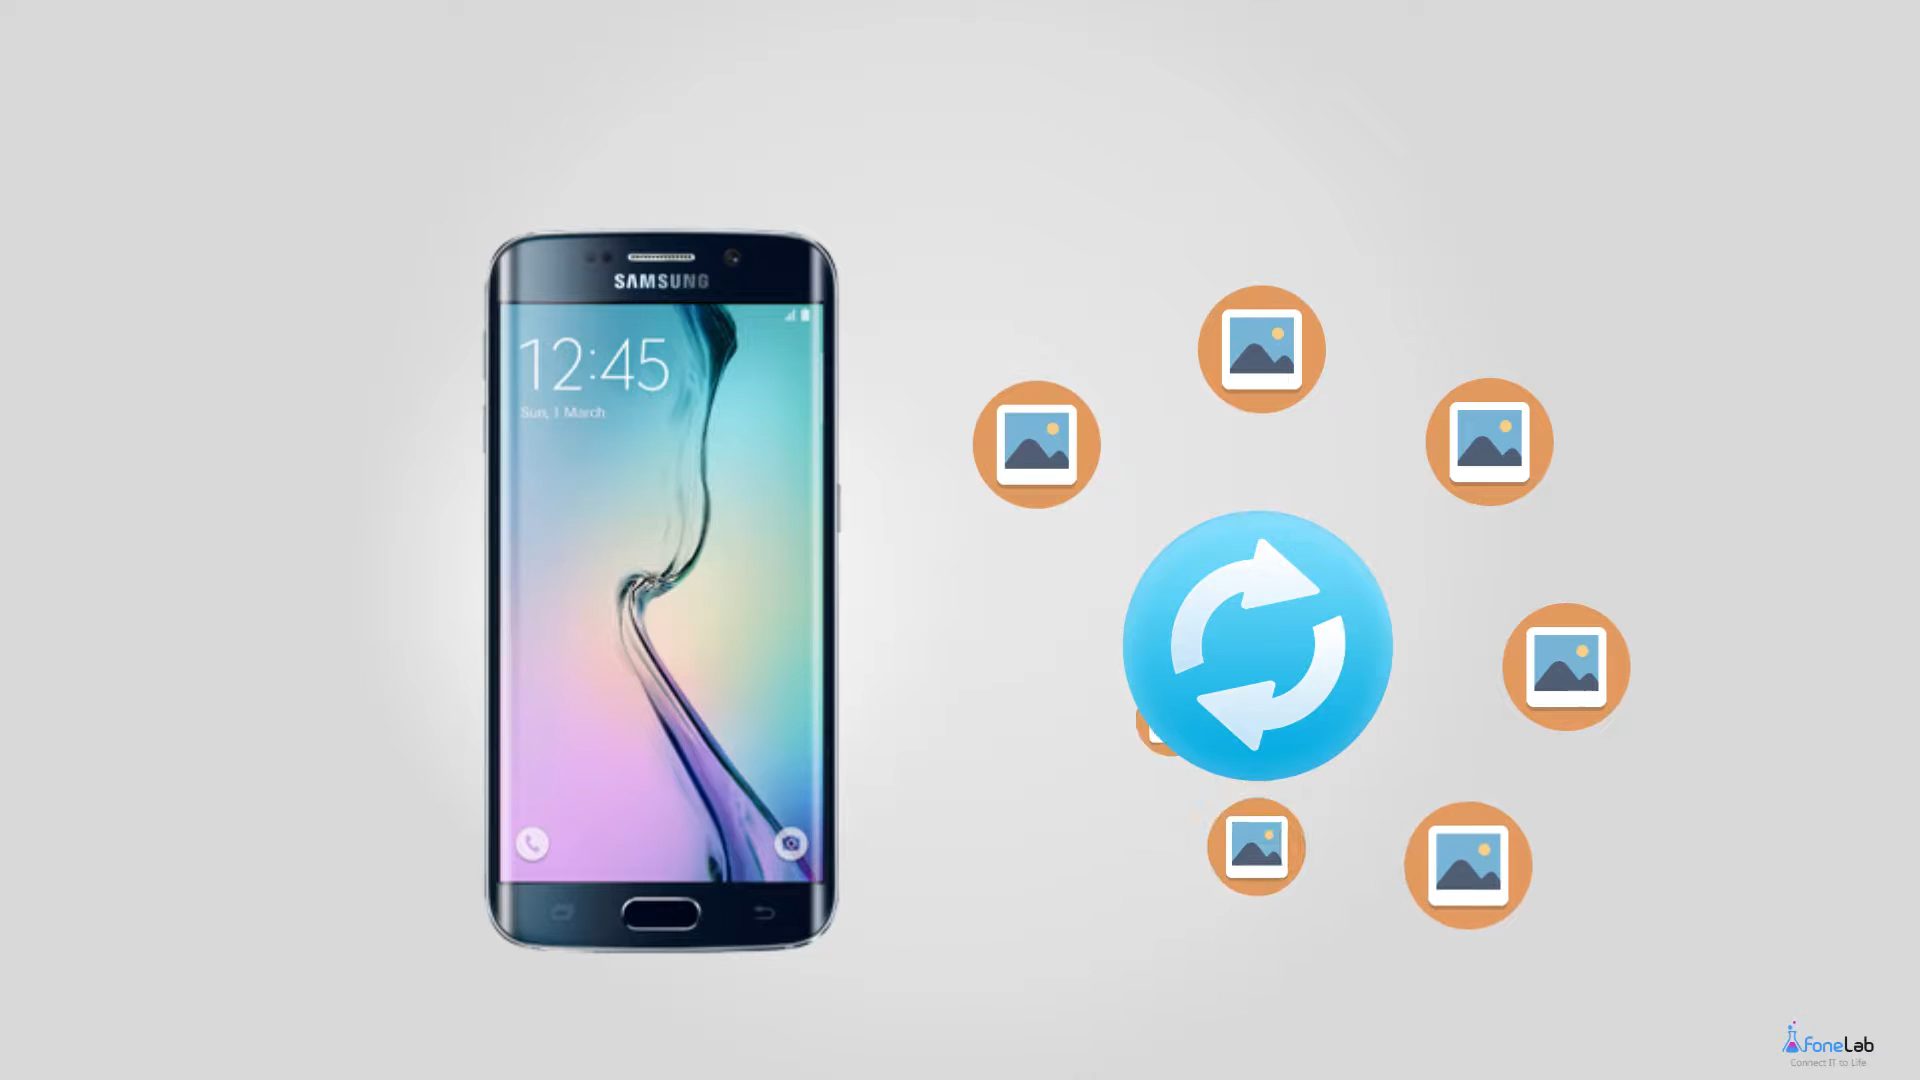 SAMSUNG
12:45
Sun, 1 March
FoneLab
Connect IT to Life